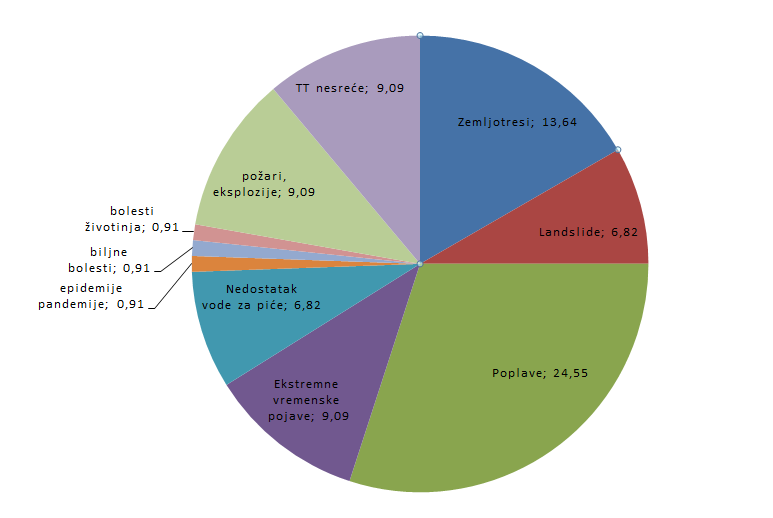 TT nesreće; 9,09
Zemljotresi; 13,64
požari,
eksplozije; 9,09
bolesti
životinja; 0,91
Landslide; 6,82
biljne
bolesti; 0,91
epidemije
pandemije; 0,91
Nedostatak
vode za piće; 6,82
Poplave; 24,55
Ekstremne
vremenske
pojave; 9,09